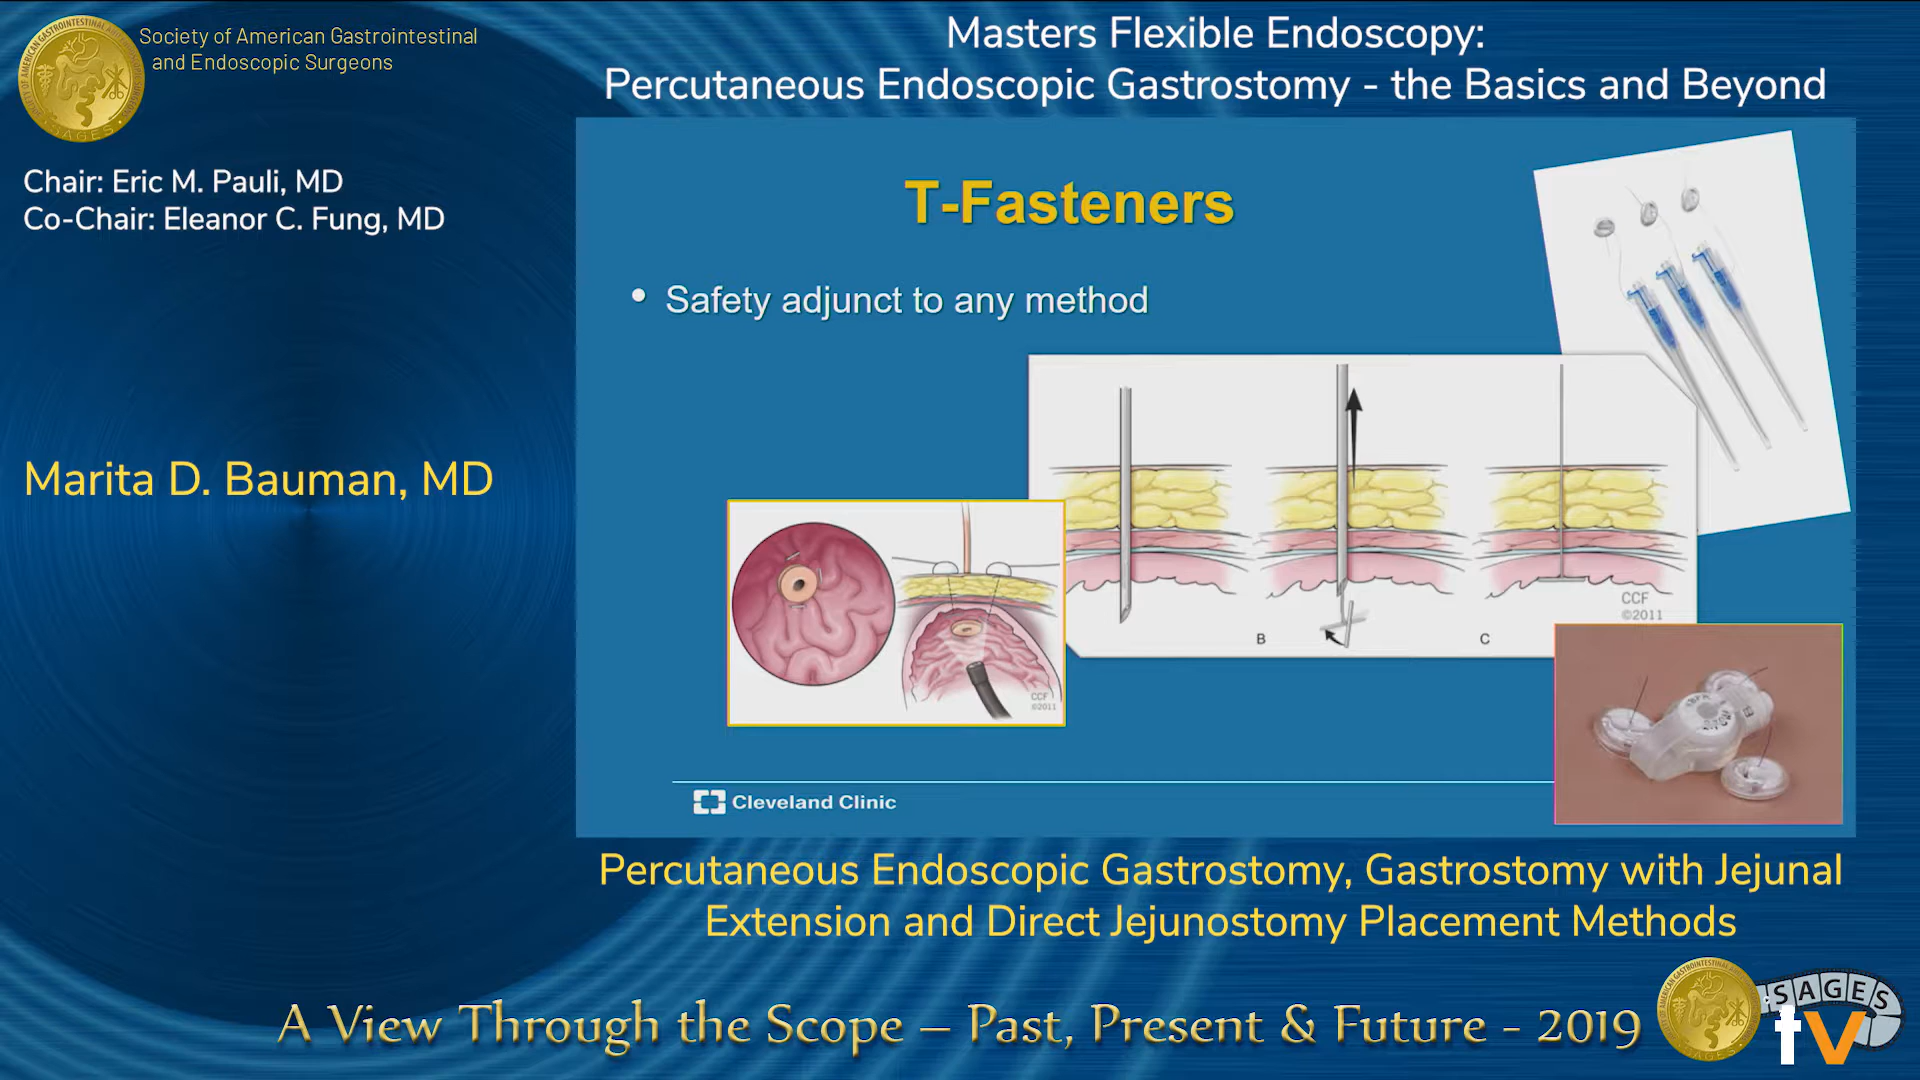 Society of American Gastrointestinal
and Endoscopic Surgeons
Masters Flexible Endoscopy:
Percutaneous Endoscopic Gastrostomy - the Basics and Beyond
Chair: Eric M. Pauli, MD
Co-Chair: Eleanor C. Fung, MD
Marita D. Bauman, MD
T-Fasteners
• Safety adjunct to any method
CCF
©2011
B
C
CCF
©2011
Cleveland Clinic
Percutaneous Endoscopic Gastrostomy, Gastrostomy with Jejunal
Extension and Direct Jejunostomy Placement Methods
A View Through the Scope – Past, Present & Future - 2019
SAGES
tv